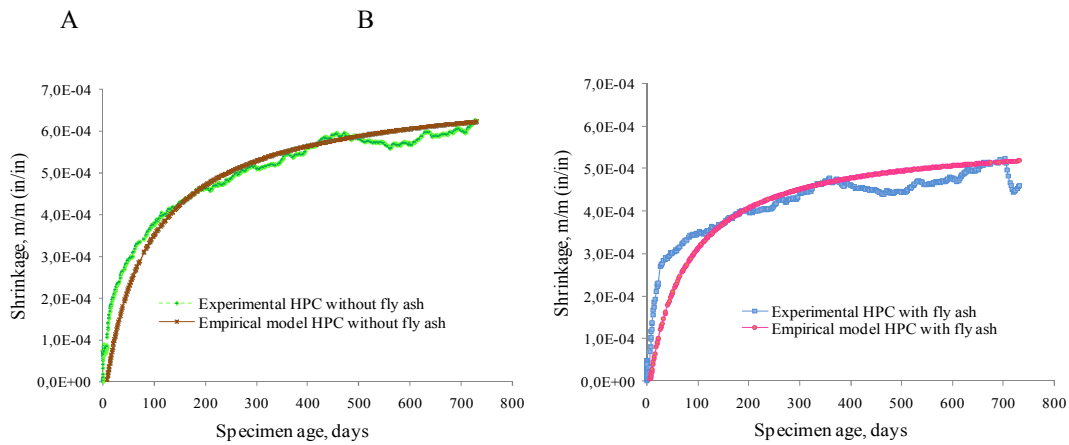 A B
7,0E-04
6,0E-04
5,0E-04
4,0E-04
3,0E-04
2,0E-04
1,0E-04
0,0E+00
Shrinkage, m/m (in/in)
Experimental HPC without fly ash
Empirical model HPC without fly ash
0 100 200 300 400 500 600 700 800
Specimen age, days
7,0E-04
6,0E-04
5,0E-04
4,0E-04
3,0E-04
2,0E-04
1,0E-04
0,0E+00
Shrinkage, m/m (in/in)
Experimental HPC with fly ash
Empirical model HPC with fly ash
0 100 200 300 400 500 600 700 800
Specimen age, days